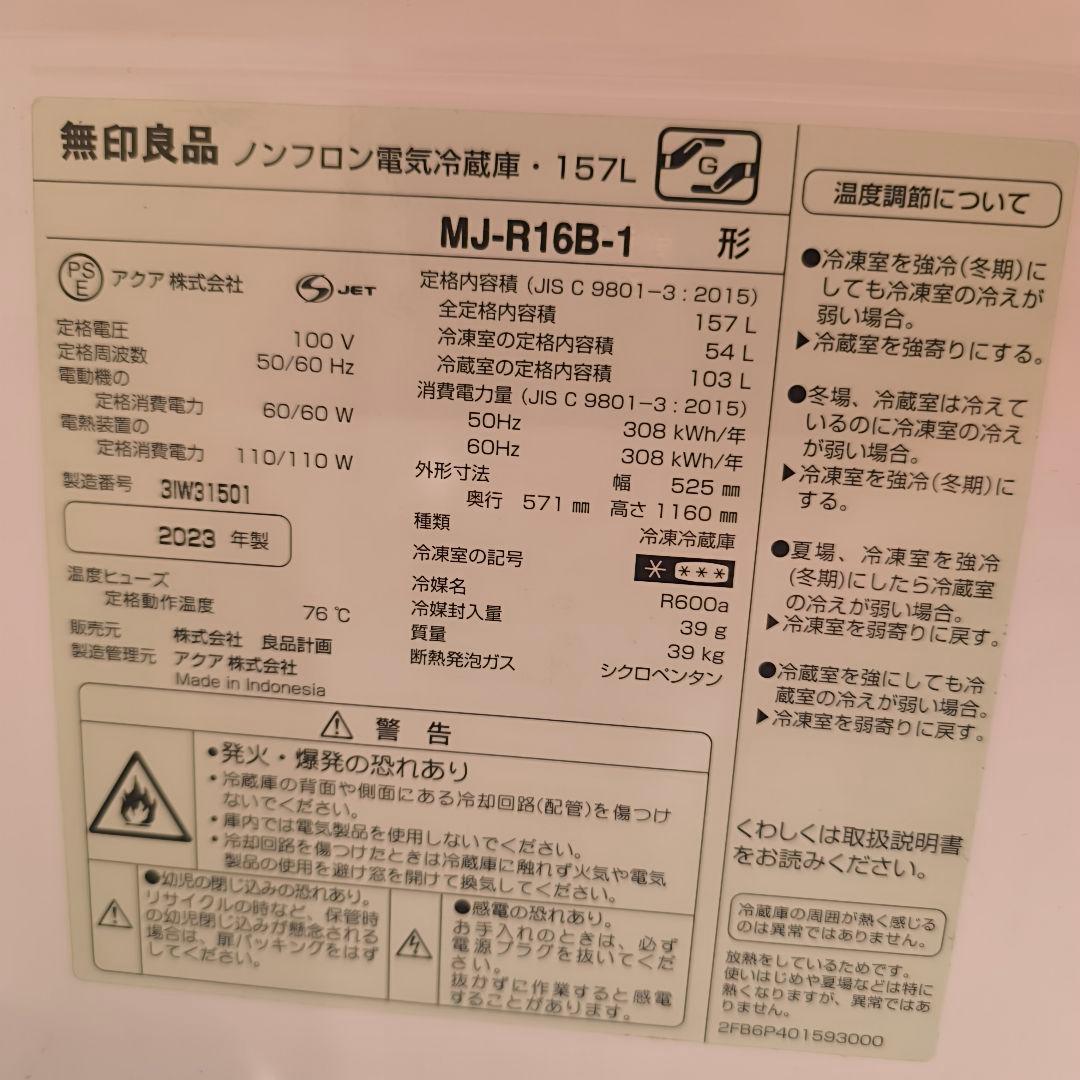 無印良品 ノンフロン電気冷蔵庫・157L G
MJ-R16B-1 形
PSE アクア 株式会社 S JET
定格電圧 100 V
定格周波数 50/60 Hz
電動機の
定格消費電力 60/60 W
電熱装置の
定格消費電力 110/110 W
製造番号 3IW31501
2023 年製
温度ヒューズ
定格動作温度 76 ℃
販売元 株式会社 良品計画
製造管理元 アクア 株式会社
Made in Indonesia
定格内容積 (JIS C 9801-3 : 2015)
全定格内容積 157 L
冷凍室の定格内容積 54 L
冷蔵室の定格内容積 103 L
消費電力量 (JIS C 9801-3 : 2015)
50Hz 308 kWh/年
60Hz 308 kWh/年
外形寸法 幅 525 ㎜
奥行 571 ㎜ 高さ 1160 ㎜
種類 冷凍冷蔵庫
冷凍室の記号 * ***
冷媒名 R600a
冷媒封入量 39 g
質量 39 kg
断熱発泡ガス シクロペンタン
⚠ 警告
•発火・爆発の恐れあり
•冷蔵庫の背面や側面にある冷却回路(配管)を傷つけ
ないでください。
•庫内では電気製品を使用しないでください。
•冷却回路を傷つけたときは冷蔵庫に触れず火気や電気
製品の使用を避け窓を開けて換気してください。
●幼児の閉じ込みの恐れあり。
リサイクルの時など、保管時
の幼児閉じ込みが懸念される
場合は、扉パッキングをはず
してください。
●感電の恐れあり。
お手入れのときは、必ず
電源プラグを抜いてくだ
さい。
抜かずに作業すると感電
することがあります。
温度調節について
●冷凍室を強冷(冬期)に
しても冷凍室の冷えが
弱い場合。
▶冷蔵室を強寄りにする。
●冬場、冷蔵室は冷えて
いるのに冷凍室の冷え
が弱い場合。
▶冷凍室を強冷(冬期)に
する。
●夏場、冷凍室を強冷
(冬期)にしたら冷蔵室
の冷えが弱い場合。
▶冷凍室を弱寄りに戻す。
●冷蔵室を強にしても冷
蔵室の冷えが弱い場合。
▶冷凍室を弱寄りに戻す。
くわしくは取扱説明書
をお読みください。
冷蔵庫の周囲が熱く感じる
のは異常ではありません。
放熱をしているためです。
使いはじめや夏場などは特に
熱くなりますが、異常ではあ
りません。
2FB6P401593000